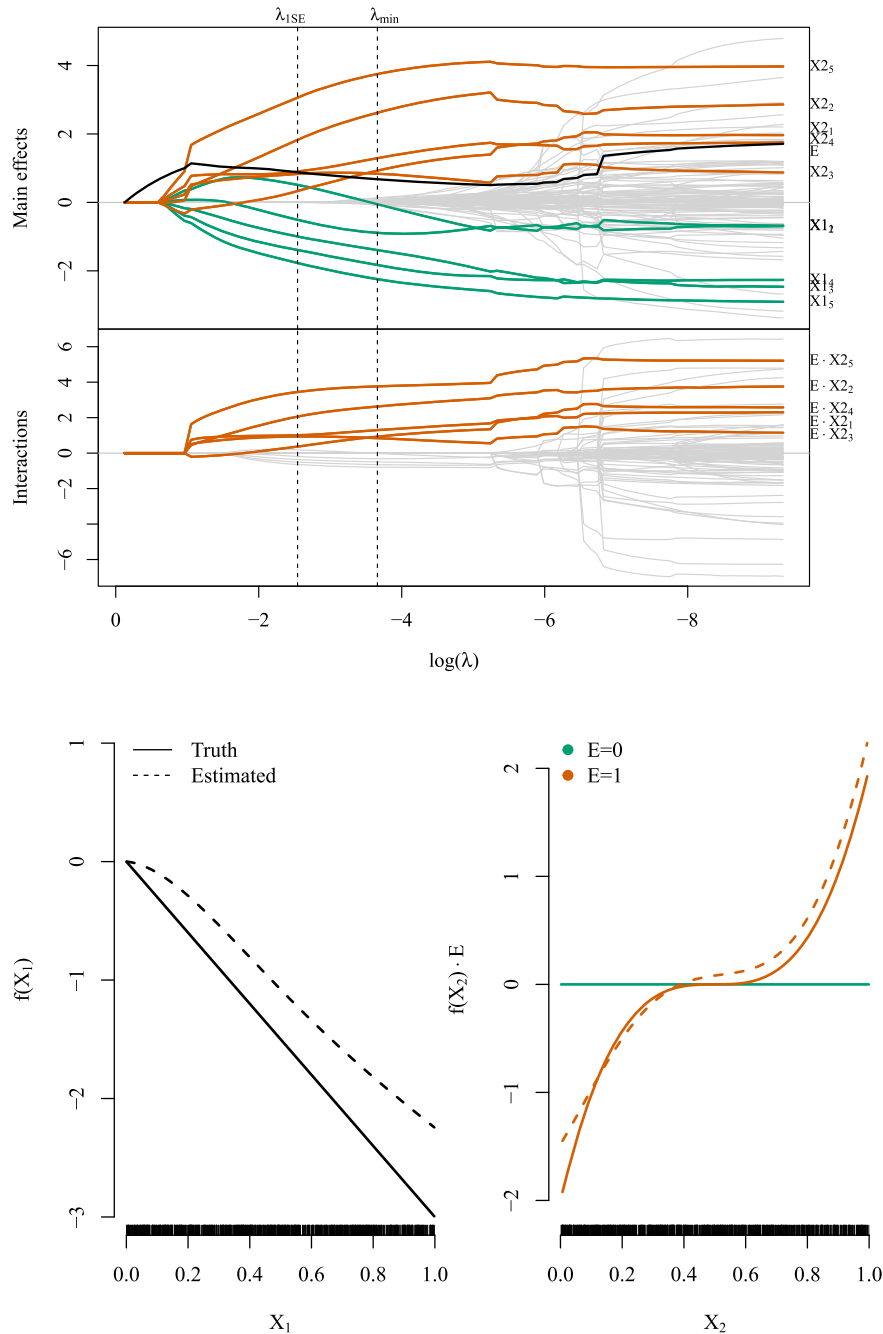 λ₁SE λmin
Main effects
4
2
0
−2
X2₅
X2₂
X2₁
X2₄
E
X2₃
X1₁
X1₂
X1₄
X1₃
X1₅
Interactions
6
4
2
0
−2
−6
E · X2₅
E · X2₂
E · X2₄
E · X2₁
E · X2₃
0 −2 −4 −6 −8
log(λ)
Truth
Estimated
f(X₁)
1
0
−1
−2
−3
0.0 0.2 0.4 0.6 0.8 1.0
X₁
E=0
E=1
f(X₂) · E
2
1
0
−1
−2
0.0 0.2 0.4 0.6 0.8 1.0
X₂